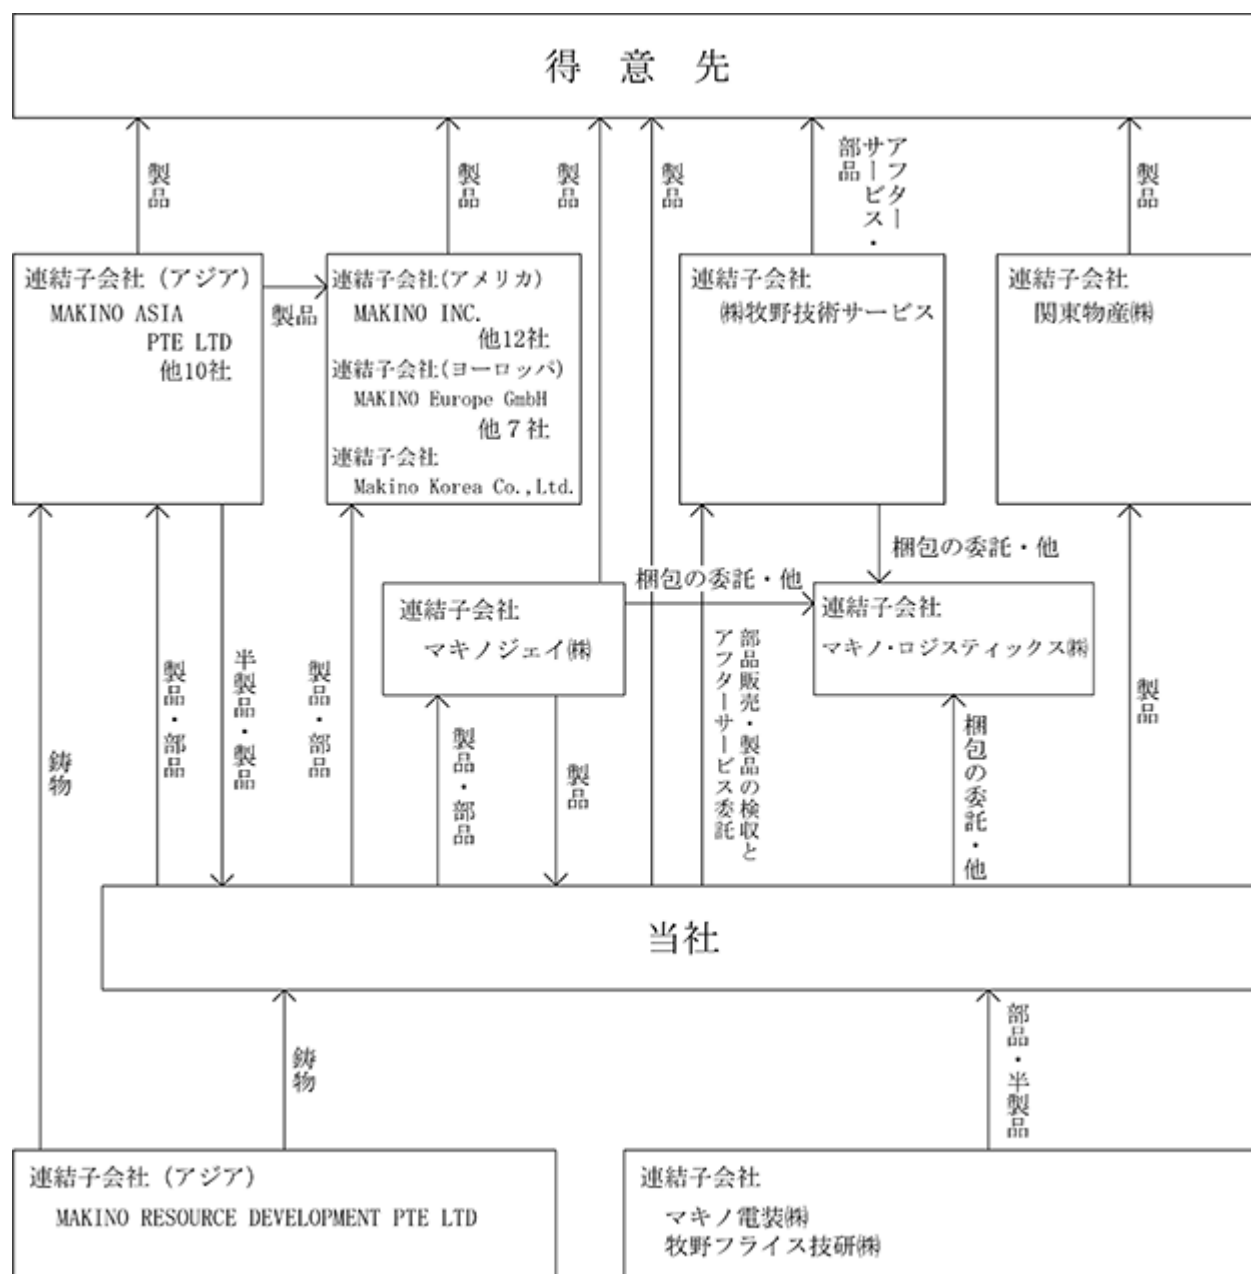 得意先
製品
製品
製品
製品
アフター
サービス・
部品
製品
連結子会社（アジア）
MAKINO ASIA
PTE LTD
他10社
製品
連結子会社(アメリカ)
MAKINO INC.
他12社
連結子会社(ヨーロッパ)
MAKINO Europe GmbH
他７社
連結子会社
Makino Korea Co.,Ltd.
連結子会社
㈱牧野技術サービス
連結子会社
関東物産㈱
梱包の委託・他
梱包の委託・他
連結子会社
マキノジェイ㈱
連結子会社
マキノ・ロジスティックス㈱
鋳物
製品・部品
半製品・製品
製品・部品
製品・部品
製品
部品販売・製品の検収と
アフターサービス委託
梱包の委託・他
製品
当社
鋳物
部品・半製品
連結子会社（アジア）
MAKINO RESOURCE DEVELOPMENT PTE LTD
連結子会社
マキノ電装㈱
牧野フライス技研㈱